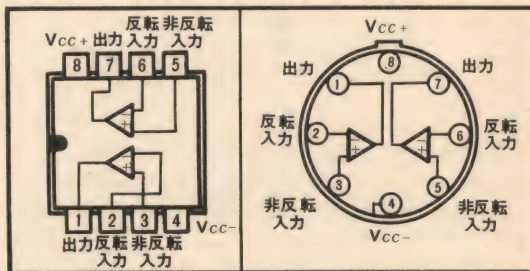 VCC+ 出力 反転入力 非反転入力
8 7 6 5
1 2 3 4
出力 反転入力 非反転入力 VCC-
VCC+
出力 8 出力
1 7
反転入力 2 6 反転入力
3 5
非反転入力 4 非反転入力
VCC-